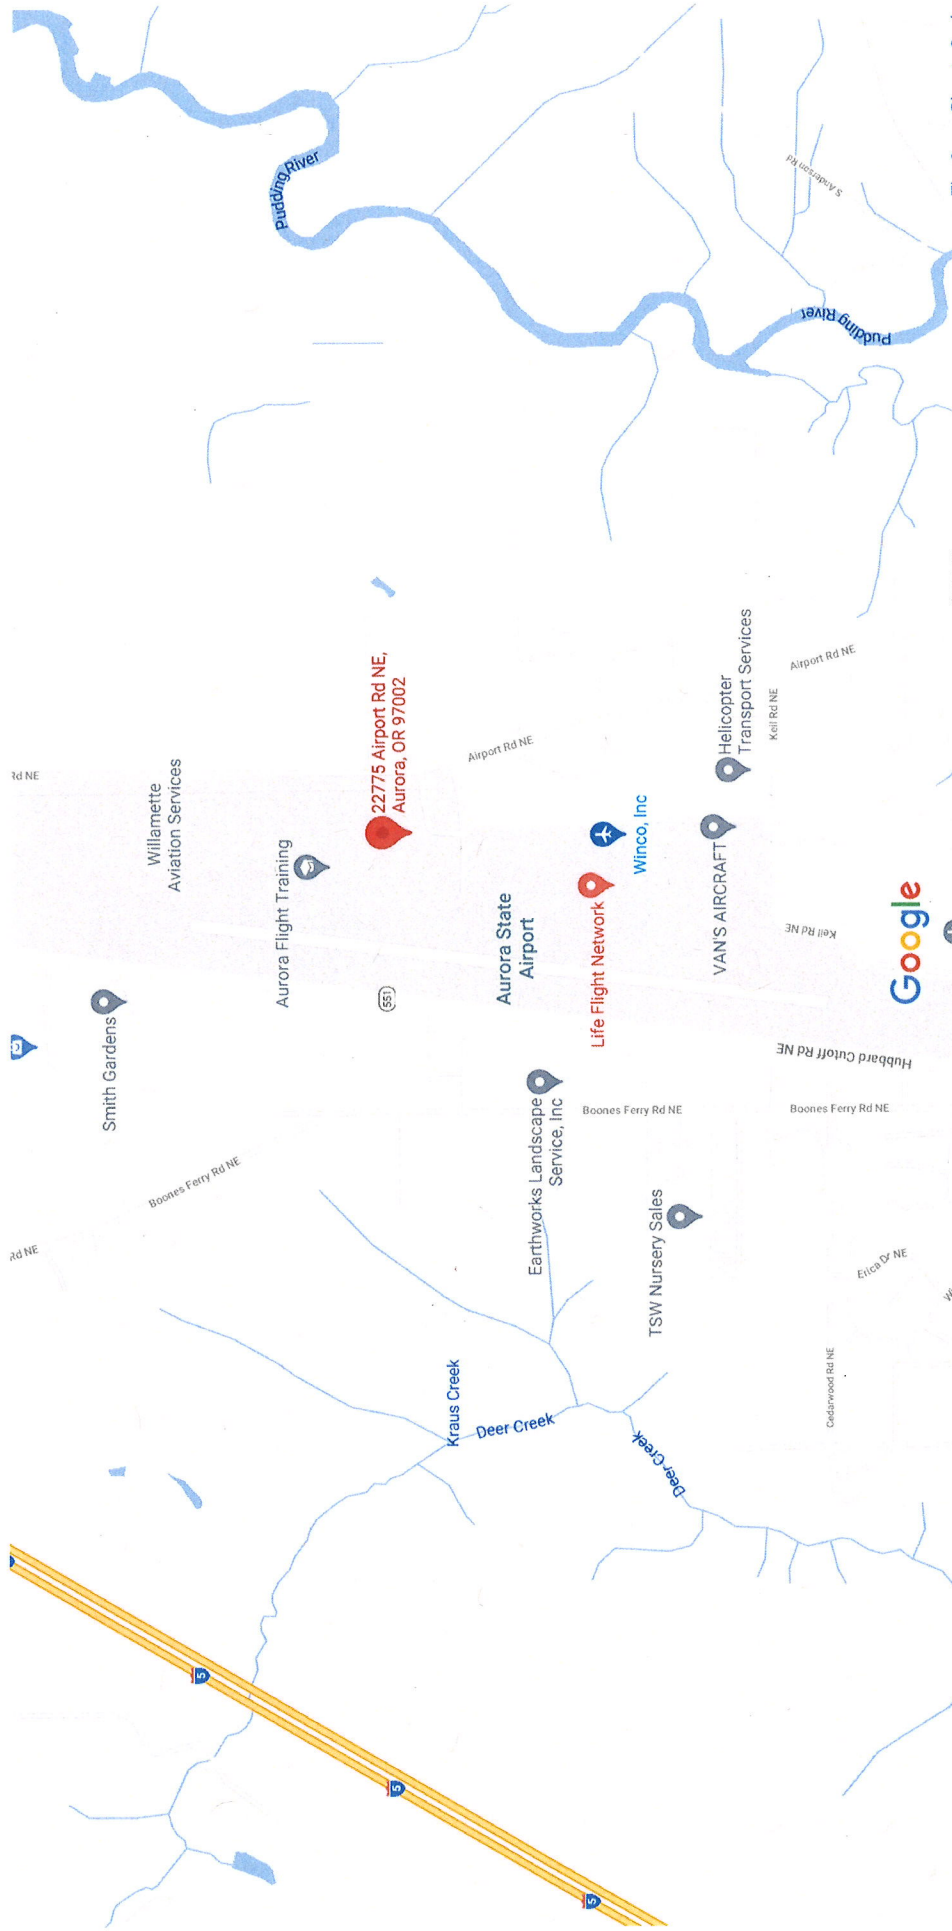 Pudding River
S Anderson Rd
Pudding River
22775 Airport Rd NE,
Aurora, OR 97002
Airport Rd NE
Helicopter
Transport Services
Airport Rd NE
Keil Rd NE
Rd NE
Willamette
Aviation Services
Aurora Flight Training
Winco, Inc
VAN'S AIRCRAFT
Keil Rd NE
Google
Aurora State
Airport
Life Flight Network
551
Smith Gardens
Hubbard Cutoff Rd NE
Earthworks Landscape
Service, Inc
Boones Ferry Rd NE
Boones Ferry Rd NE
Boones Ferry Rd NE
Rd NE
TSW Nursery Sales
Erica Dr NE
Cedarwood Rd NE
Kraus Creek
Deer Creek
Deer Creek
5
5
5